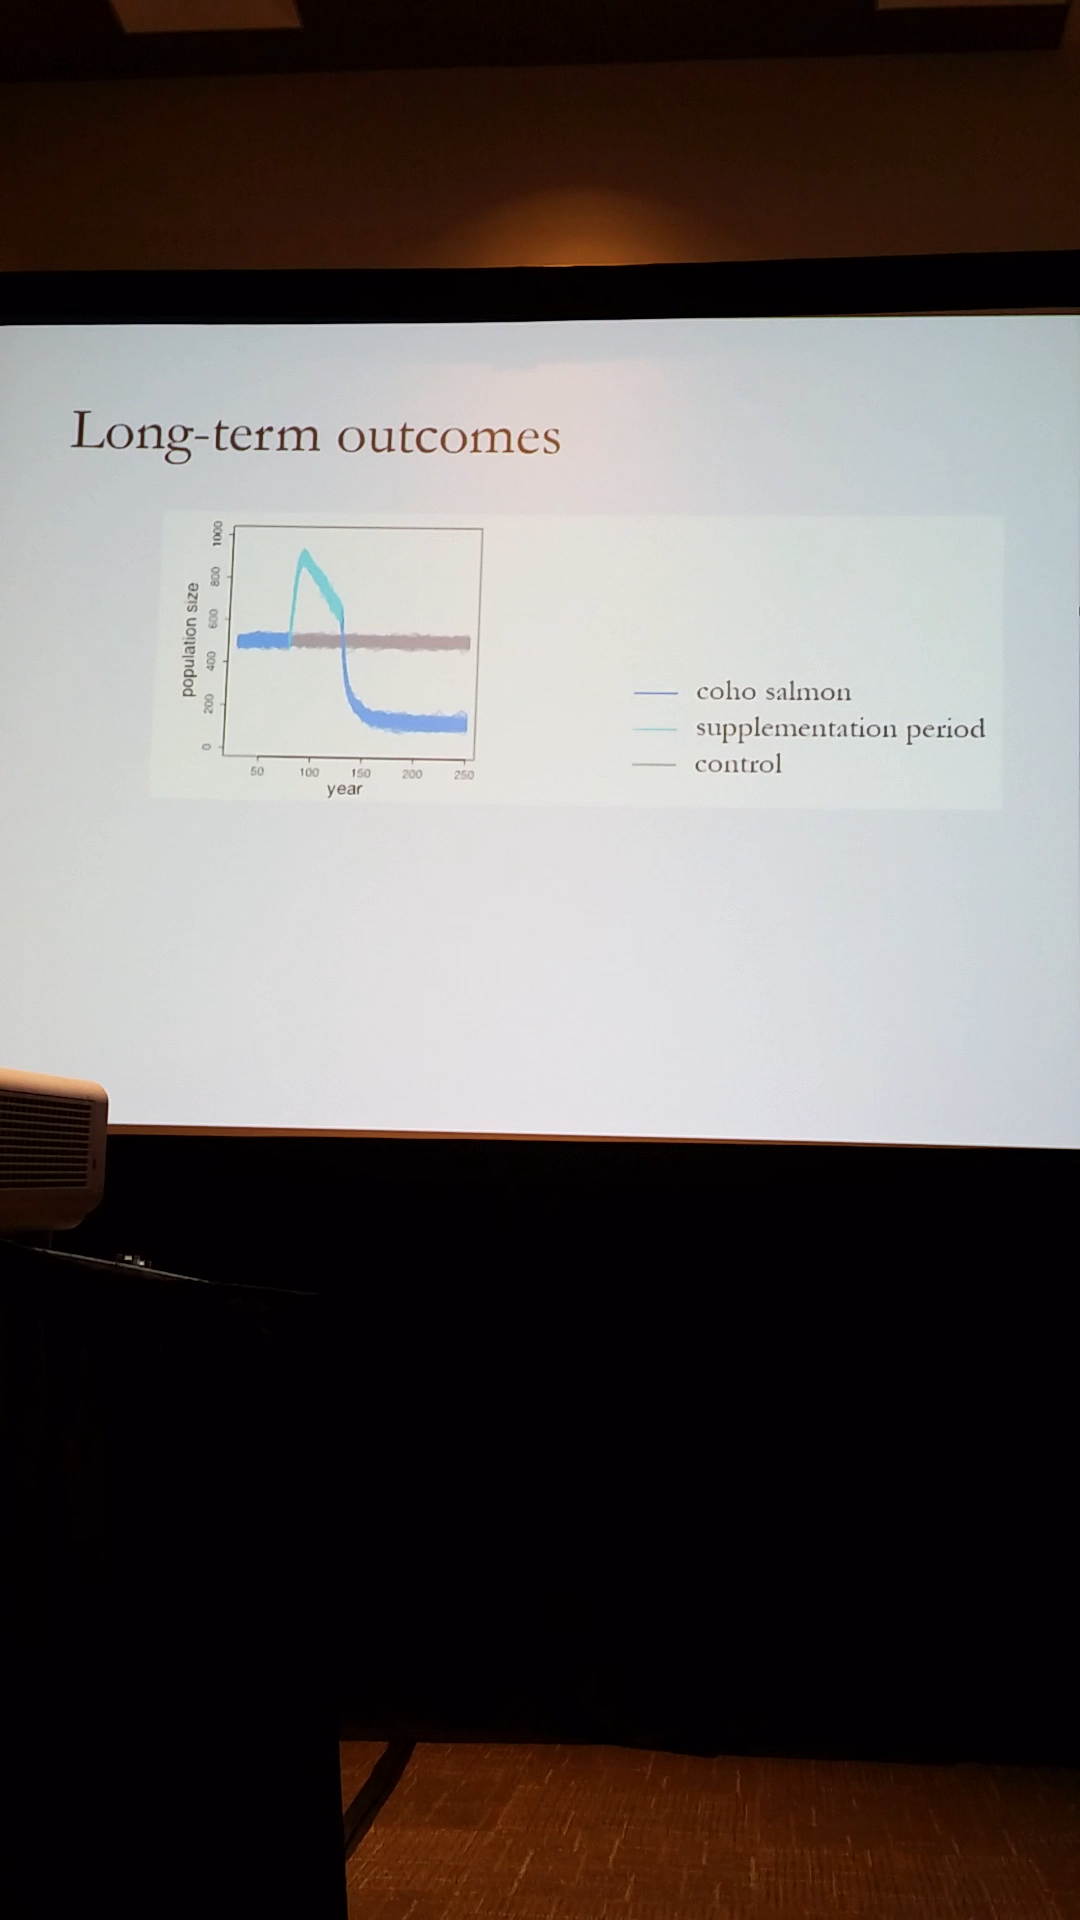 Long-term outcomes
population size
1000
800
600
400
200
0
50 100 150 200 250
year
coho salmon
supplementation period
control